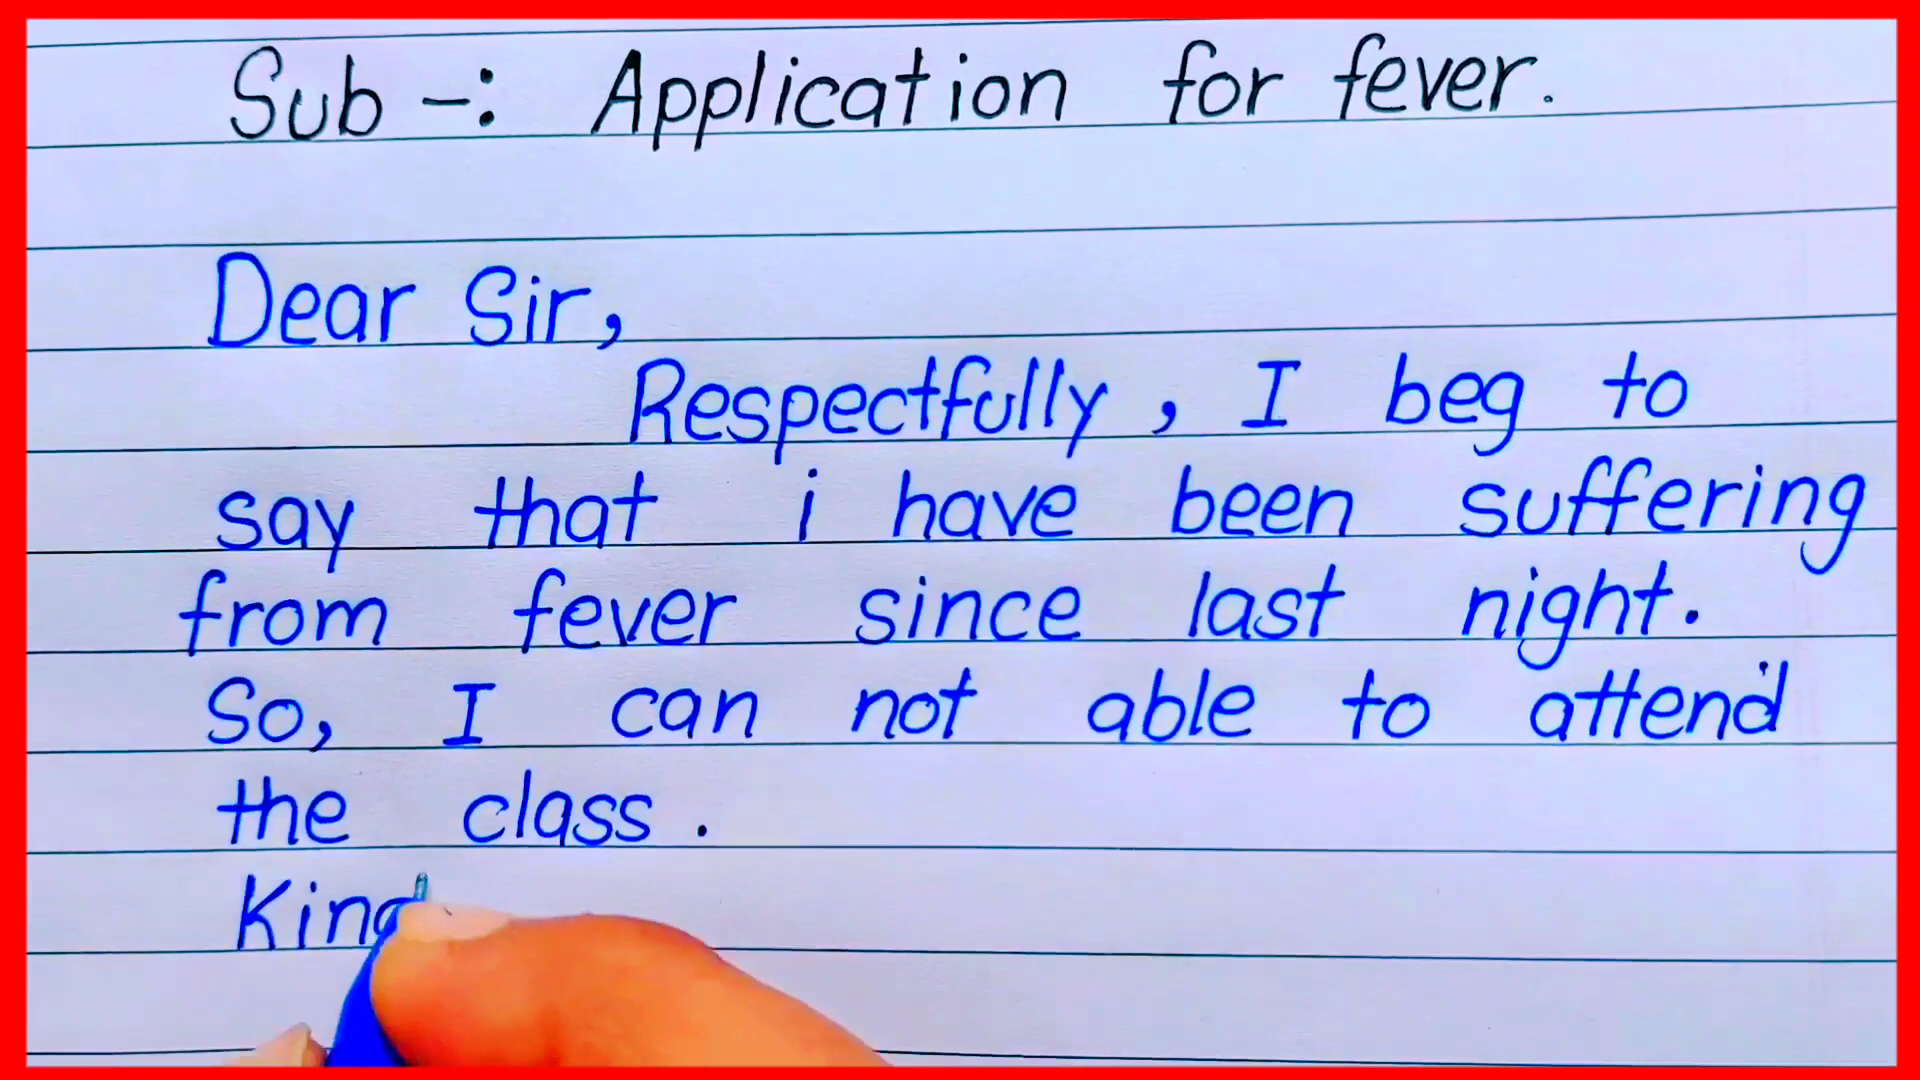 Sub -: Application for fever.
Dear Sir,
Respectfully, I beg to
say that i have been suffering
from fever since last night.
So, I can not able to attend
the class.
Kind